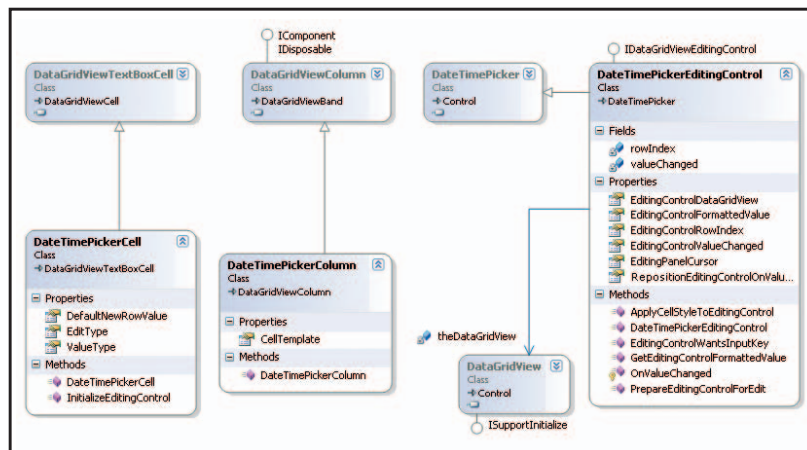 IComponent
IDisposable
IDataGridViewEditingControl
DataGridViewTextBoxCell
Class
DataGridViewCell
DataGridViewColumn
Class
DataGridViewBand
DateTimePicker
Class
Control
DateTimePickerEditingControl
Class
DateTimePicker
Fields
rowIndex
valueChanged
Properties
EditingControlDataGridView
EditingControlFormattedValue
EditingControlRowIndex
EditingControlValueChanged
EditingPanelCursor
RepositionEditingControlOnValu...
Methods
ApplyCellStyleToEditingControl
DateTimePickerEditingControl
EditingControlWantsInputKey
GetEditingControlFormattedValue
OnValueChanged
PrepareEditingControlForEdit
DateTimePickerCell
Class
DataGridViewTextBoxCell
Properties
DefaultNewRowValue
EditType
ValueType
Methods
DateTimePickerCell
InitializeEditingControl
DateTimePickerColumn
Class
DataGridViewColumn
Properties
CellTemplate
Methods
DateTimePickerColumn
theDataGridView
DataGridView
Class
Control
ISupportInitialize